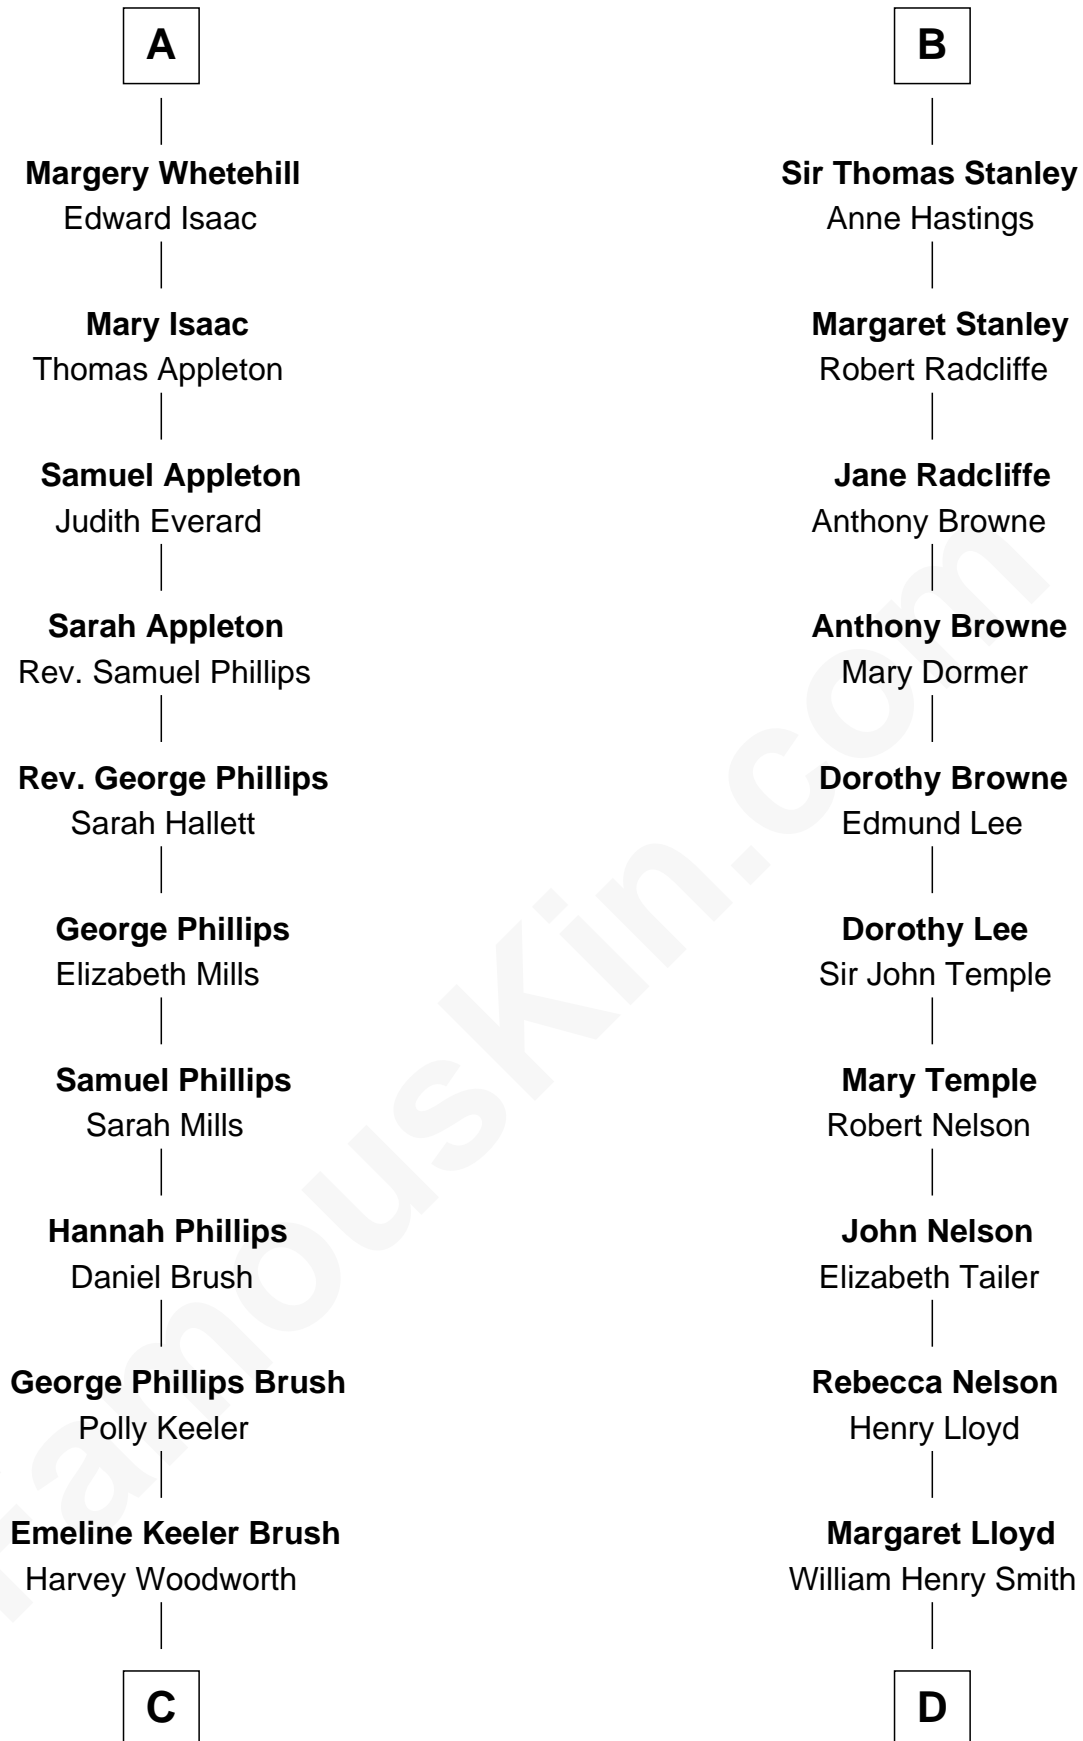 A
Margery Whetehill
Edward Isaac
Mary Isaac
Thomas Appleton
Samuel Appleton
Judith Everard
Sarah Appleton
Rev. Samuel Phillips
Rev. George Phillips
Sarah Hallett
George Phillips
Elizabeth Mills
Samuel Phillips
Sarah Mills
Hannah Phillips
Daniel Brush
George Phillips Brush
Polly Keeler
Emeline Keeler Brush
Harvey Woodworth
C
B
Sir Thomas Stanley
Anne Hastings
Margaret Stanley
Robert Radcliffe
Jane Radcliffe
Anthony Browne
Anthony Browne
Mary Dormer
Dorothy Browne
Edmund Lee
Dorothy Lee
Sir John Temple
Mary Temple
Robert Nelson
John Nelson
Elizabeth Tailer
Rebecca Nelson
Henry Lloyd
Margaret Lloyd
William Henry Smith
D
FamousKin.com